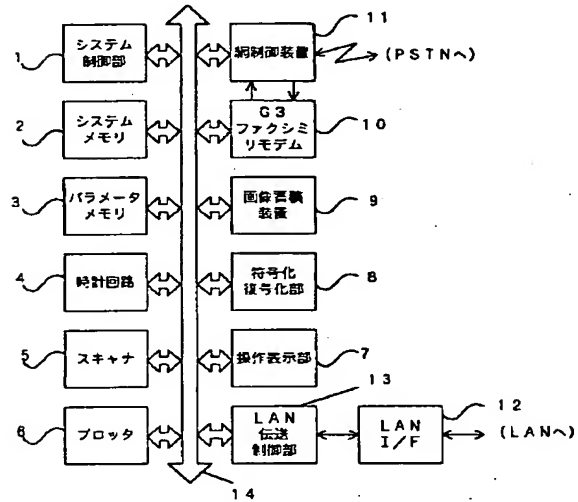 11
システム
制御部
1
網制御装置
(PSTNへ)
システム
メモリ
2
G3
ファクシミ
リモデム
10
パラメータ
メモリ
3
画像蓄積
装置
9
時計回路
4
符号化
復号化部
8
スキャナ
5
操作表示部
7
13
プロッタ
6
LAN
伝送
制御部
LAN
I/F
12
(LANへ)
14